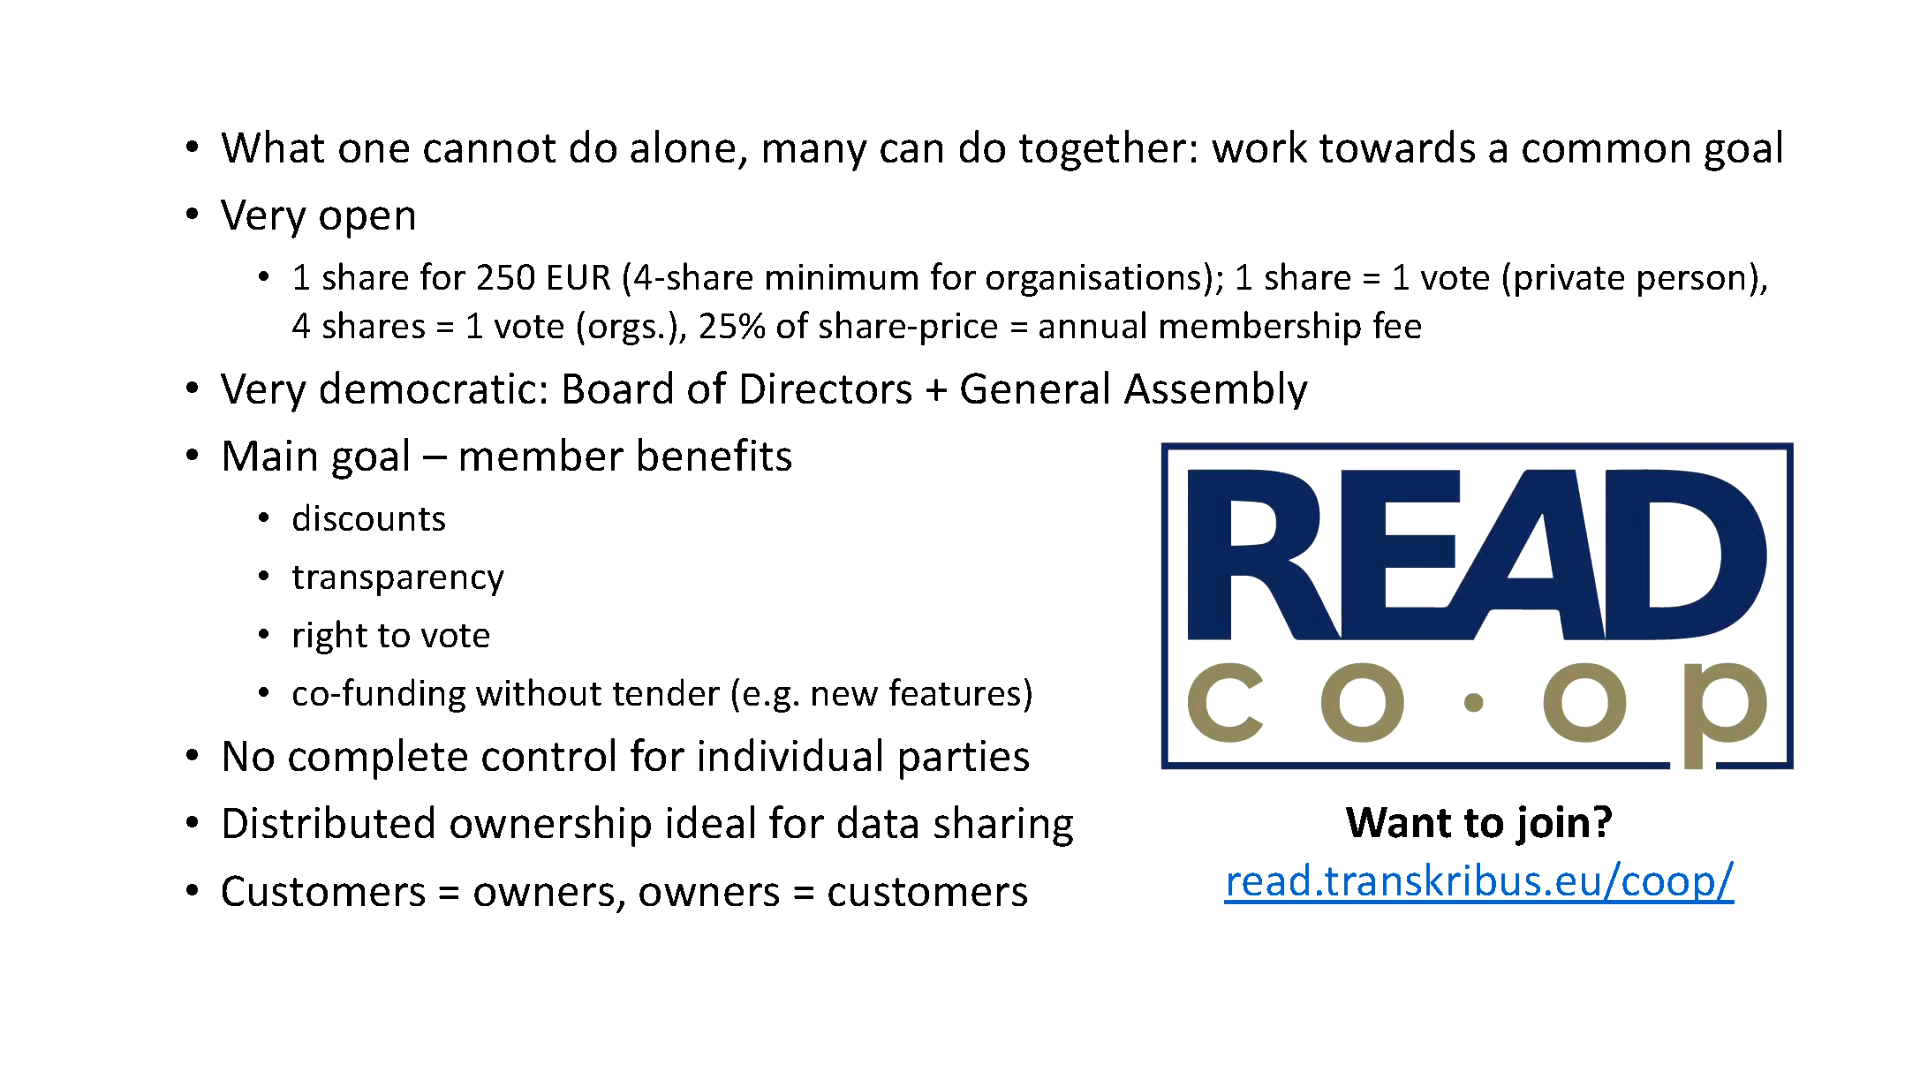 • What one cannot do alone, many can do together: work towards a common goal
• Very open
• 1 share for 250 EUR (4-share minimum for organisations); 1 share = 1 vote (private person),
4 shares = 1 vote (orgs.), 25% of share-price = annual membership fee
• Very democratic: Board of Directors + General Assembly
• Main goal – member benefits
• discounts
• transparency
• right to vote
• co-funding without tender (e.g. new features)
• No complete control for individual parties
• Distributed ownership ideal for data sharing
• Customers = owners, owners = customers
READ
co·op
Want to join?
read.transkribus.eu/coop/